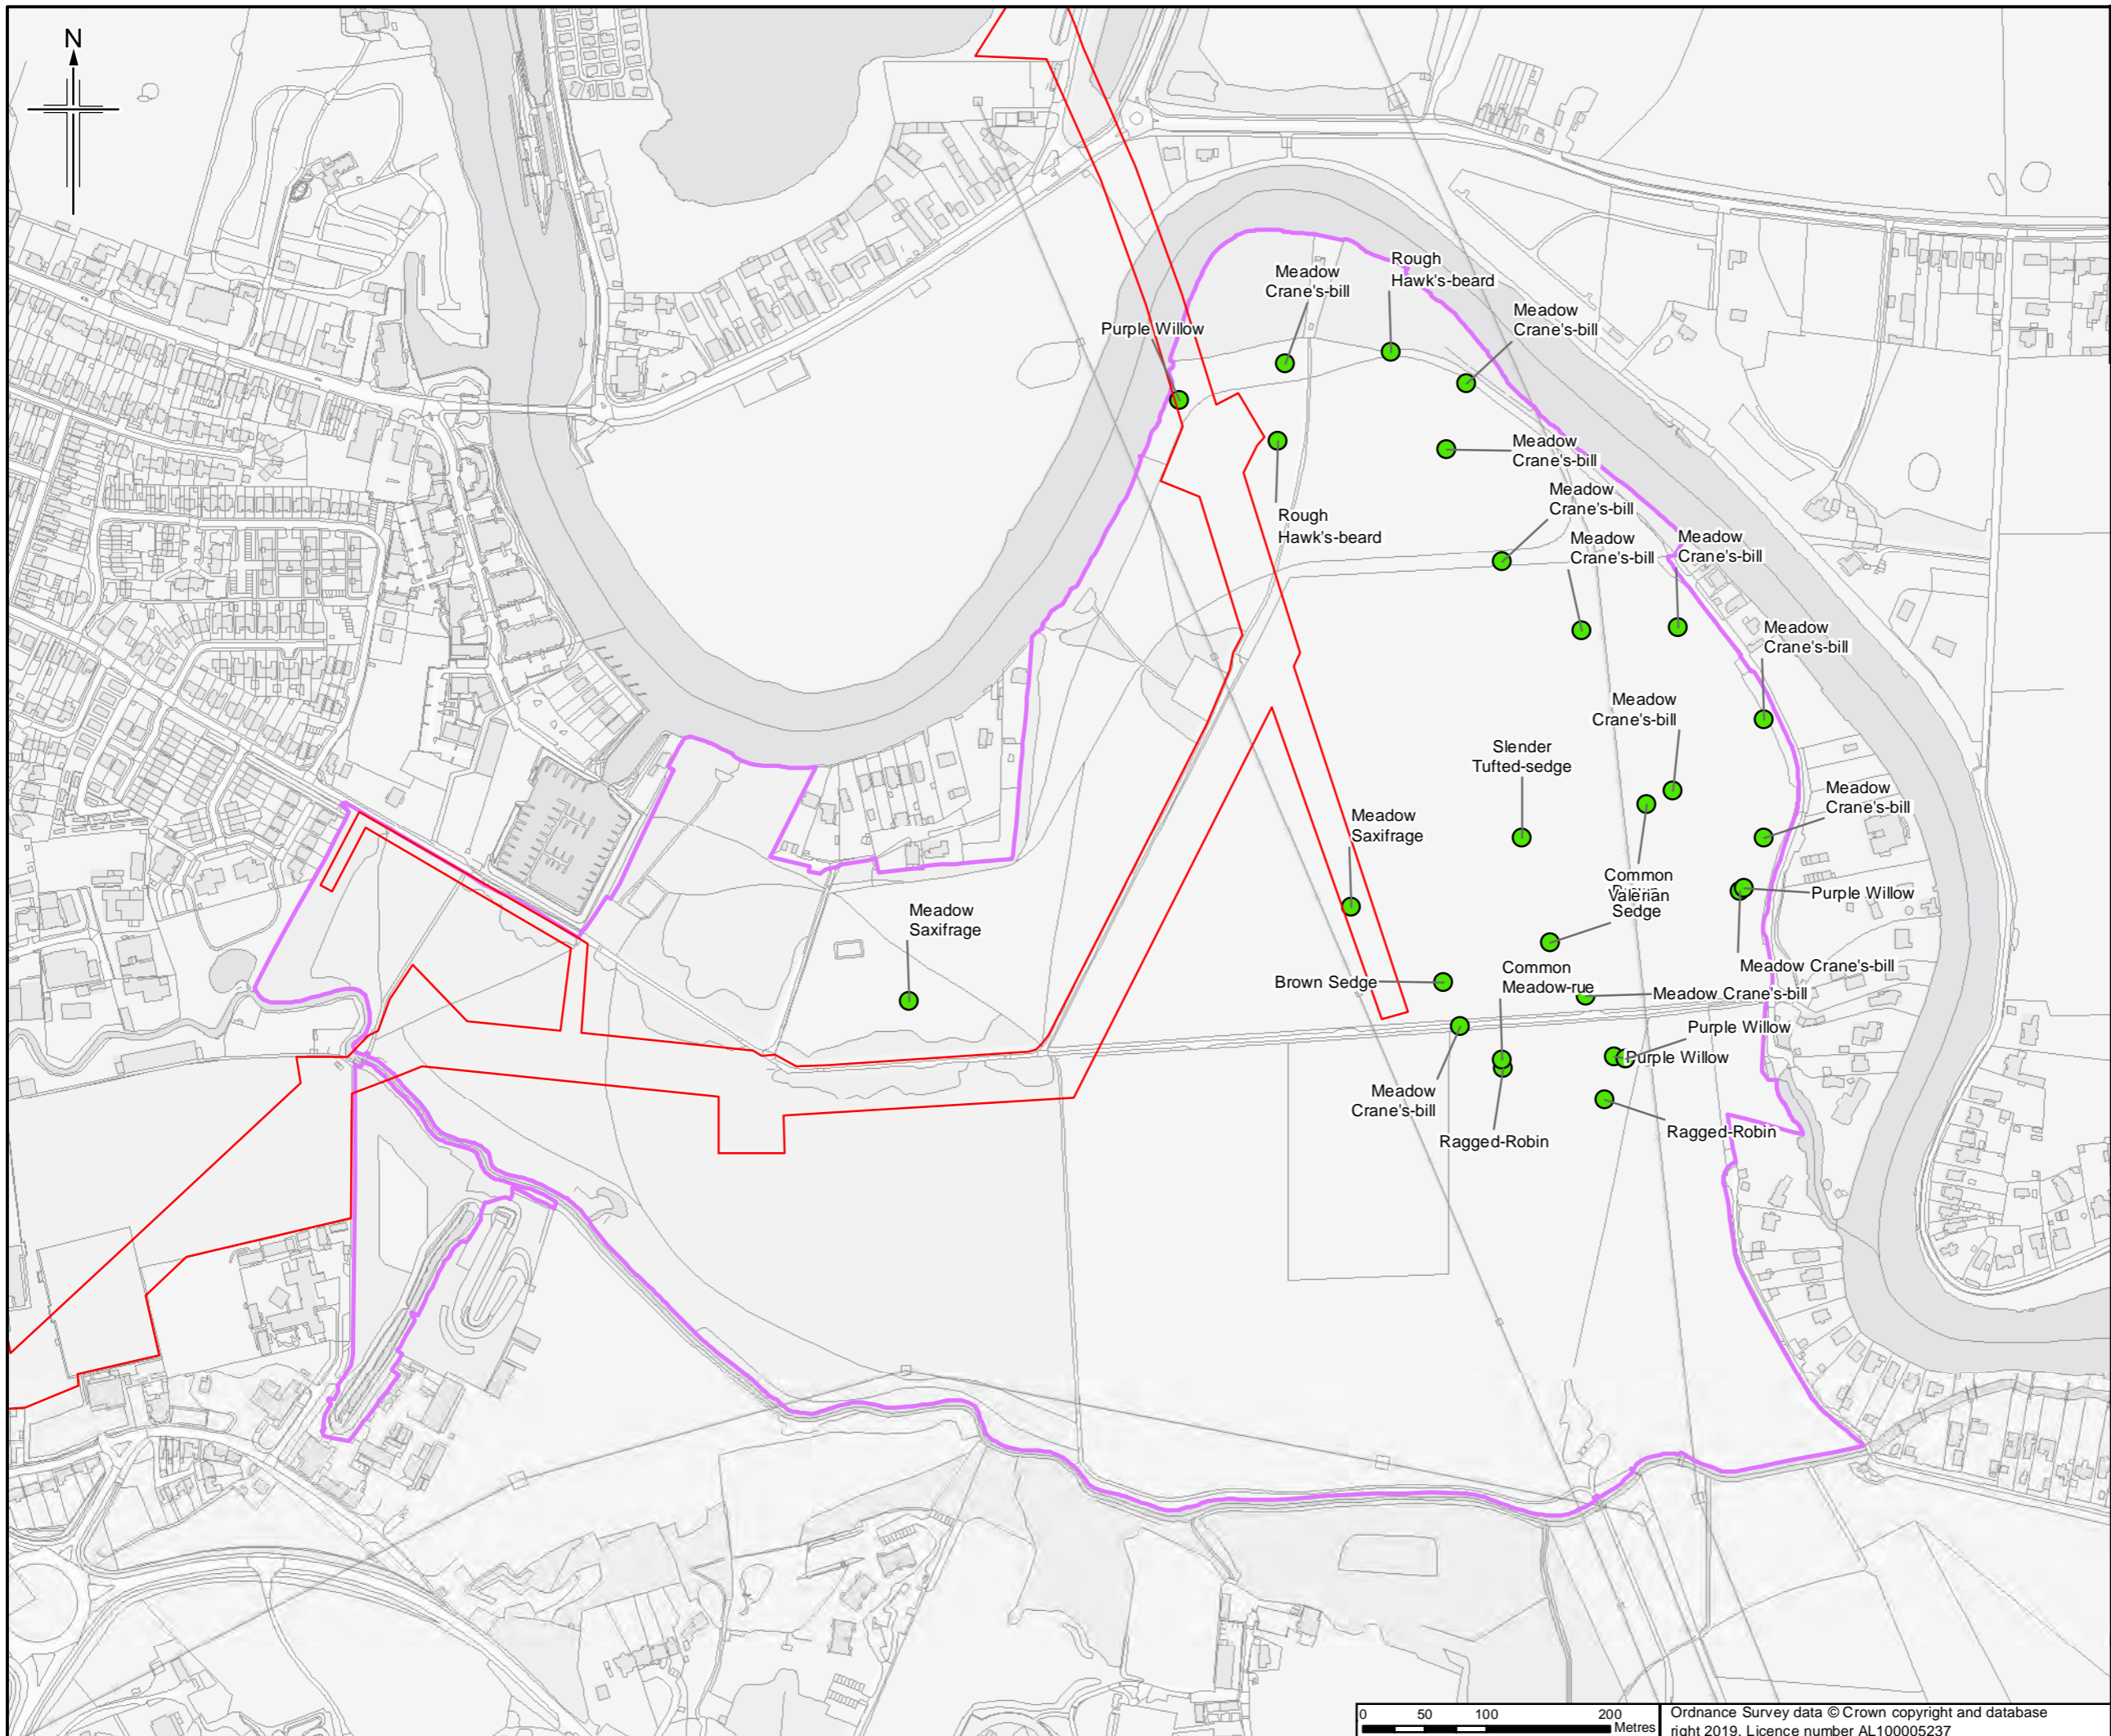 N
Rough
Hawk's-beard
Meadow
Crane's-bill
Meadow
Crane's-bill
Purple Willow
Meadow
Crane's-bill
Meadow
Crane's-bill
Rough
Hawk's-beard
Meadow
Crane's-bill
Meadow
Crane's-bill
Meadow
Crane's-bill
Meadow
Crane's-bill
Slender
Tufted-sedge
Meadow
Crane's-bill
Meadow
Saxifrage
Common
Valerian
Sedge
Purple Willow
Meadow
Saxifrage
Meadow Crane's-bill
Brown Sedge
Common
Meadow-rue
Meadow Crane's-bill
Purple Willow
Purple Willow
Meadow
Crane's-bill
Ragged-Robin
Ragged-Robin
0 50 100 200
Metres
Ordnance Survey data © Crown copyright and database
right 2019. Licence number AL100005237